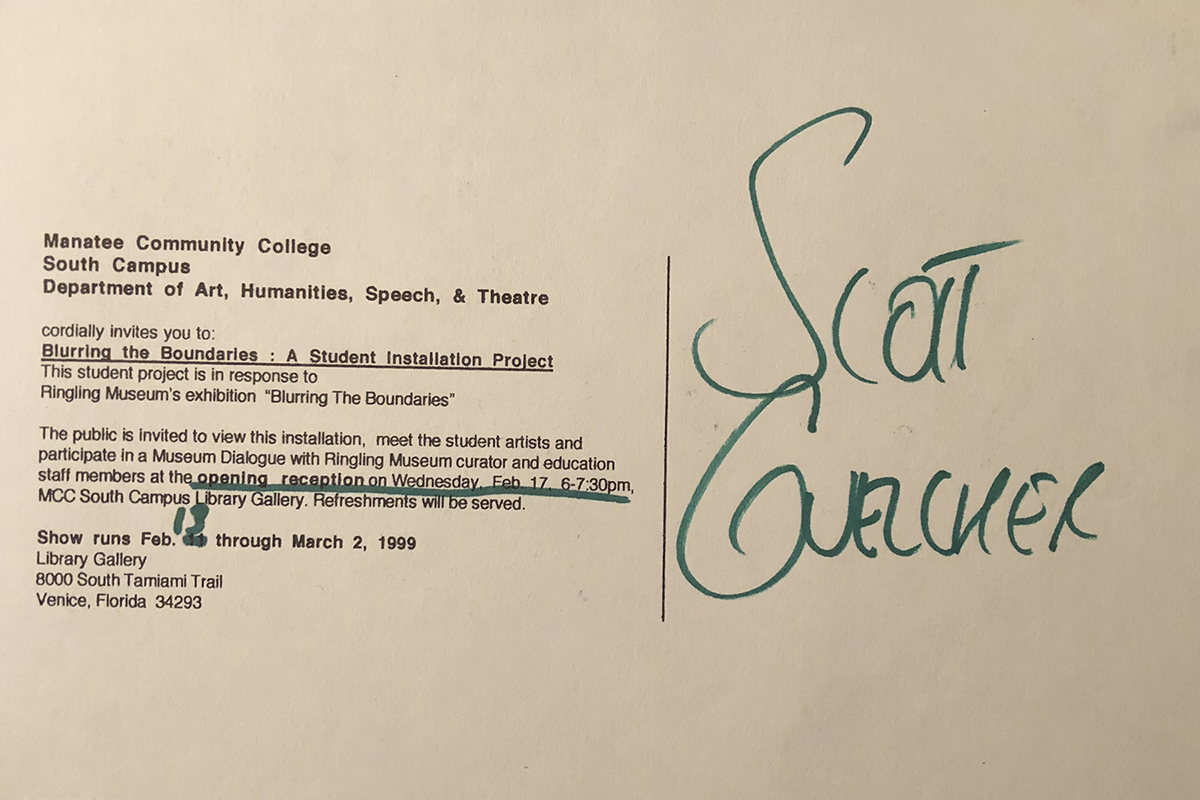 Manatee Community College
South Campus
Department of Art, Humanities, Speech, & Theatre
cordially invites you to:
Blurring the Boundaries : A Student Installation Project
This student project is in response to
Ringling Museum's exhibition "Blurring The Boundaries"
The public is invited to view this installation, meet the student artists and
participate in a Museum Dialogue with Ringling Museum curator and education
staff members at the opening reception on Wednesday, Feb. 17, 6-7:30pm,
MCC South Campus Library Gallery. Refreshments will be served.
13
Show runs Feb. through March 2, 1999
Library Gallery
8000 South Tamiami Trail
Venice, Florida 34293
Scott
Guelcher